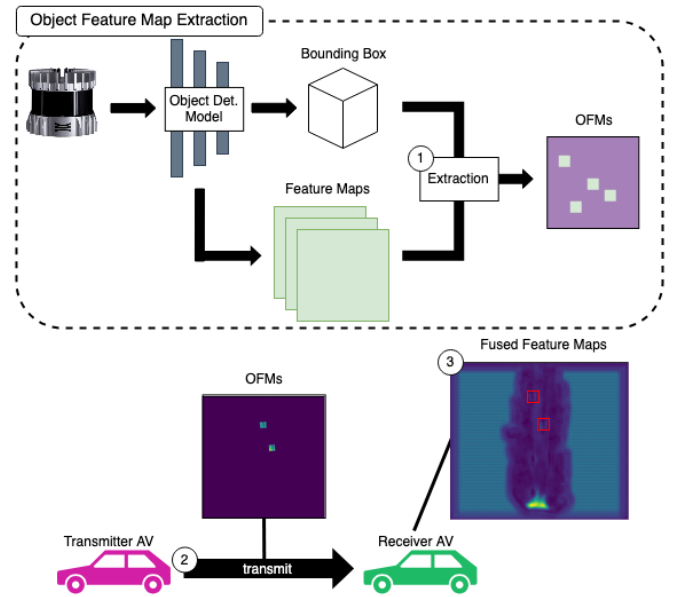 Object Feature Map Extraction
Bounding Box
Object Det.
Model
OFMs
1
Extraction
Feature Maps
3
Fused Feature Maps
OFMs
Transmitter AV
2
transmit
Receiver AV